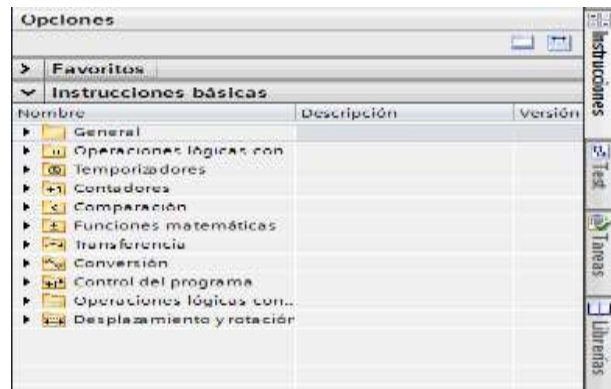 Opciones
Favoritos
Instrucciones básicas
Nombre Descripción Versión
General
Operaciones lógicas con
Temporizadores
Contadores
Comparación
Funciones matemáticas
Transferencia
Conversión
Control del programa
Operaciones lógicas con..
Desplazamiento y rotación
Instrucciones
Test
Tareas
Librerías